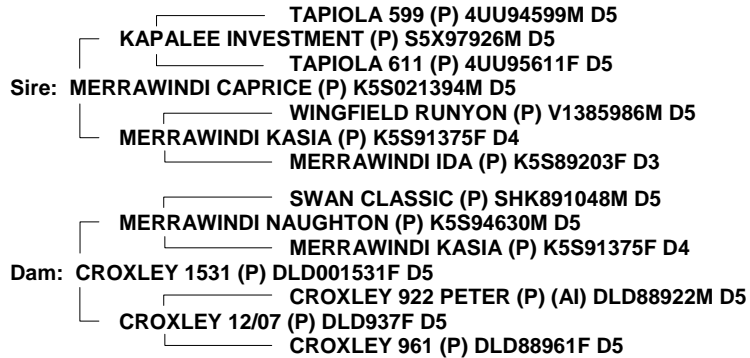 TAPIOLA 599 (P) 4UU94599M D5
KAPALEE INVESTMENT (P) S5X97926M D5
TAPIOLA 611 (P) 4UU95611F D5
Sire: MERRAWINDI CAPRICE (P) K5S021394M D5
WINGFIELD RUNYON (P) V1385986M D5
MERRAWINDI KASIA (P) K5S91375F D4
MERRAWINDI IDA (P) K5S89203F D3
SWAN CLASSIC (P) SHK891048M D5
MERRAWINDI NAUGHTON (P) K5S94630M D5
MERRAWINDI KASIA (P) K5S91375F D4
Dam: CROXLEY 1531 (P) DLD001531F D5
CROXLEY 922 PETER (P) (AI) DLD88922M D5
CROXLEY 12/07 (P) DLD937F D5
CROXLEY 961 (P) DLD88961F D5